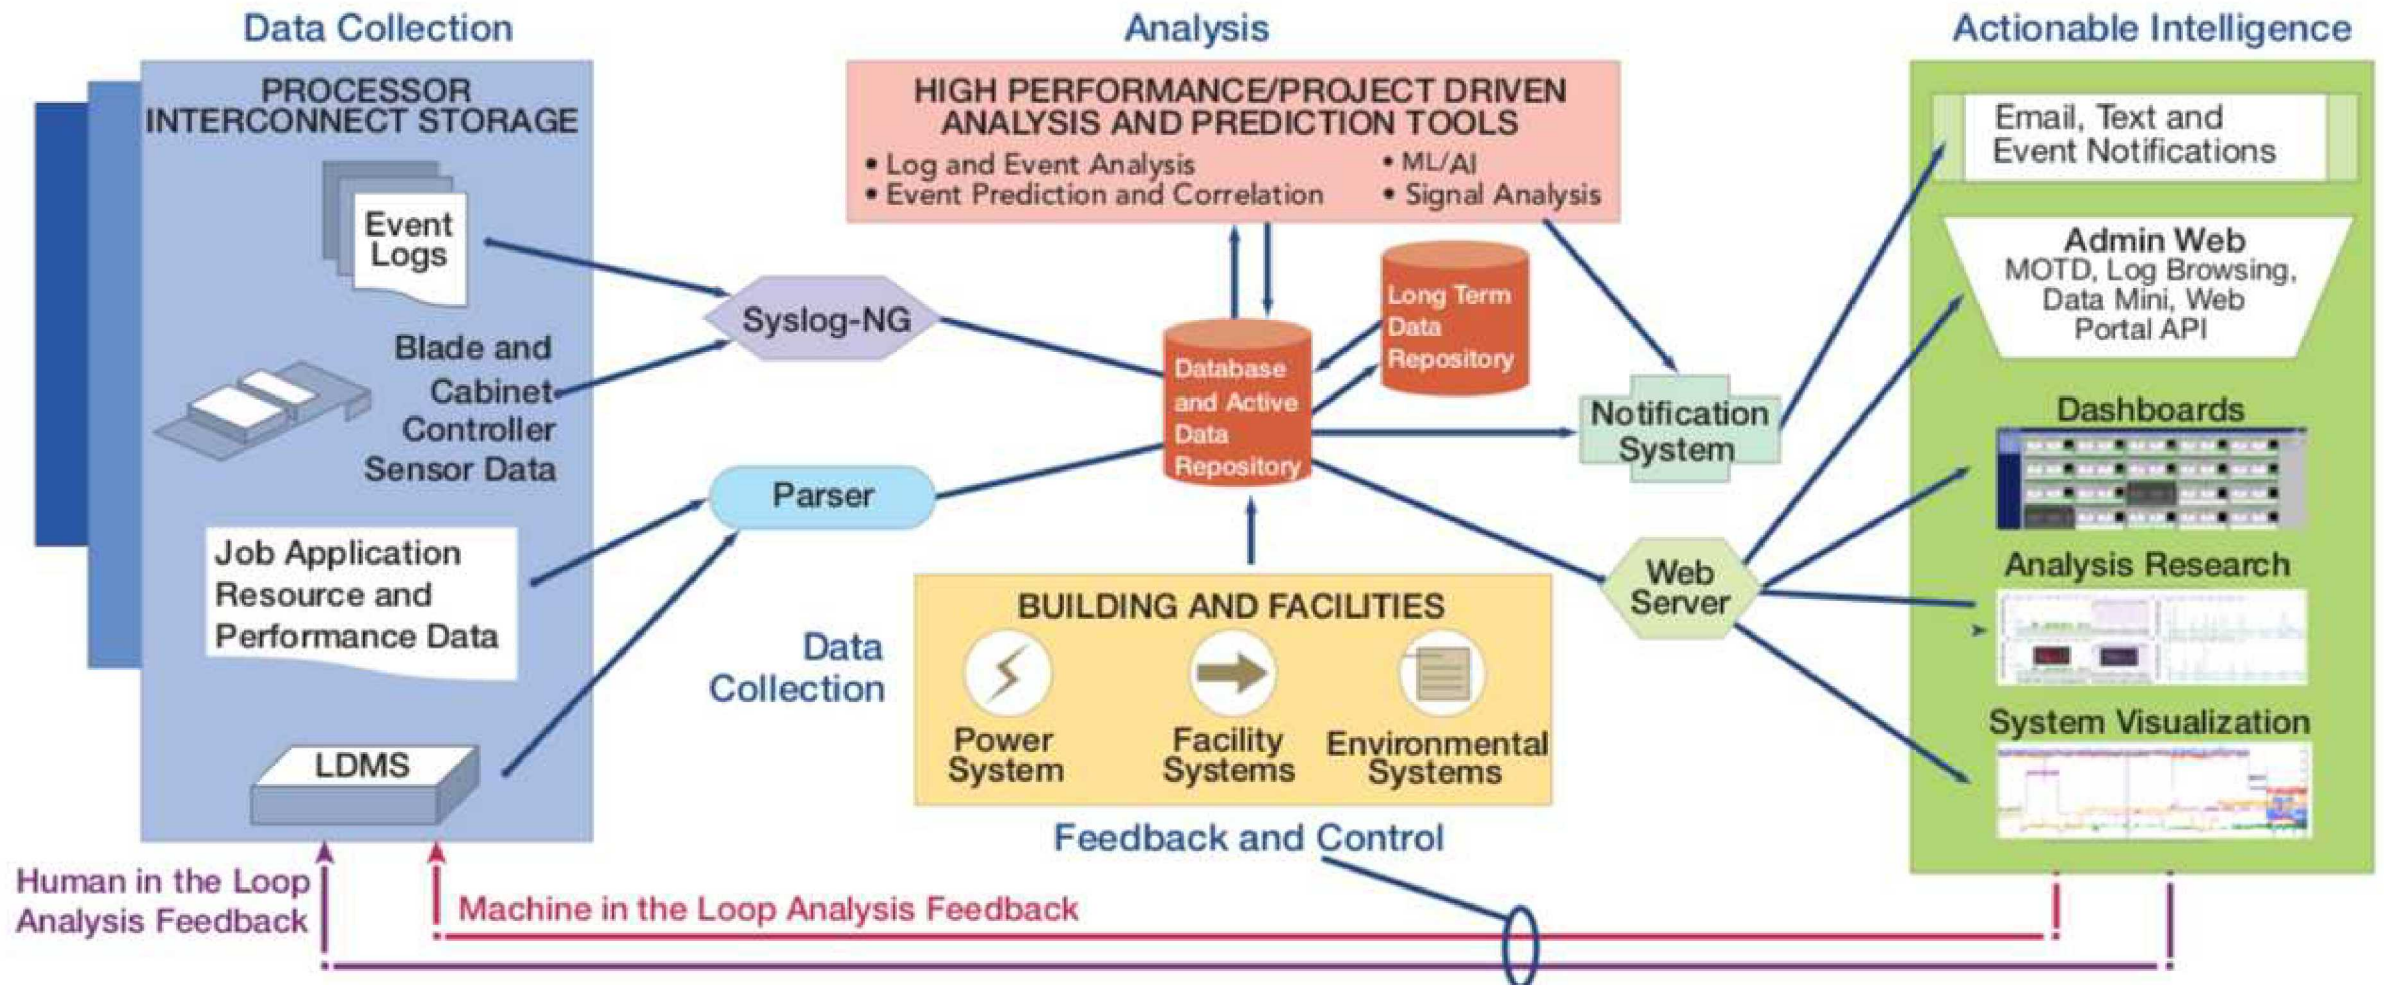 Data Collection
PROCESSOR
INTERCONNECT STORAGE
Event
Logs
Blade and
Cabinet
Controller
Sensor Data
Job Application
Resource and
Performance Data
LDMS
Syslog-NG
Parser
Analysis
HIGH PERFORMANCE/PROJECT DRIVEN
ANALYSIS AND PREDICTION TOOLS
• Log and Event Analysis
• Event Prediction and Correlation
• ML/AI
• Signal Analysis
Long Term
Data
Repository
Database
and Active
Data
Repository
Notification
System
Web
Server
Data
Collection
BUILDING AND FACILITIES
Power
System
Facility
Systems
Environmental
Systems
Actionable Intelligence
Email, Text and
Event Notifications
Admin Web
MOTD, Log Browsing,
Data Mini, Web
Portal API
Dashboards
Analysis Research
System Visualization
Feedback and Control
Human in the Loop
Analysis Feedback
Machine in the Loop Analysis Feedback